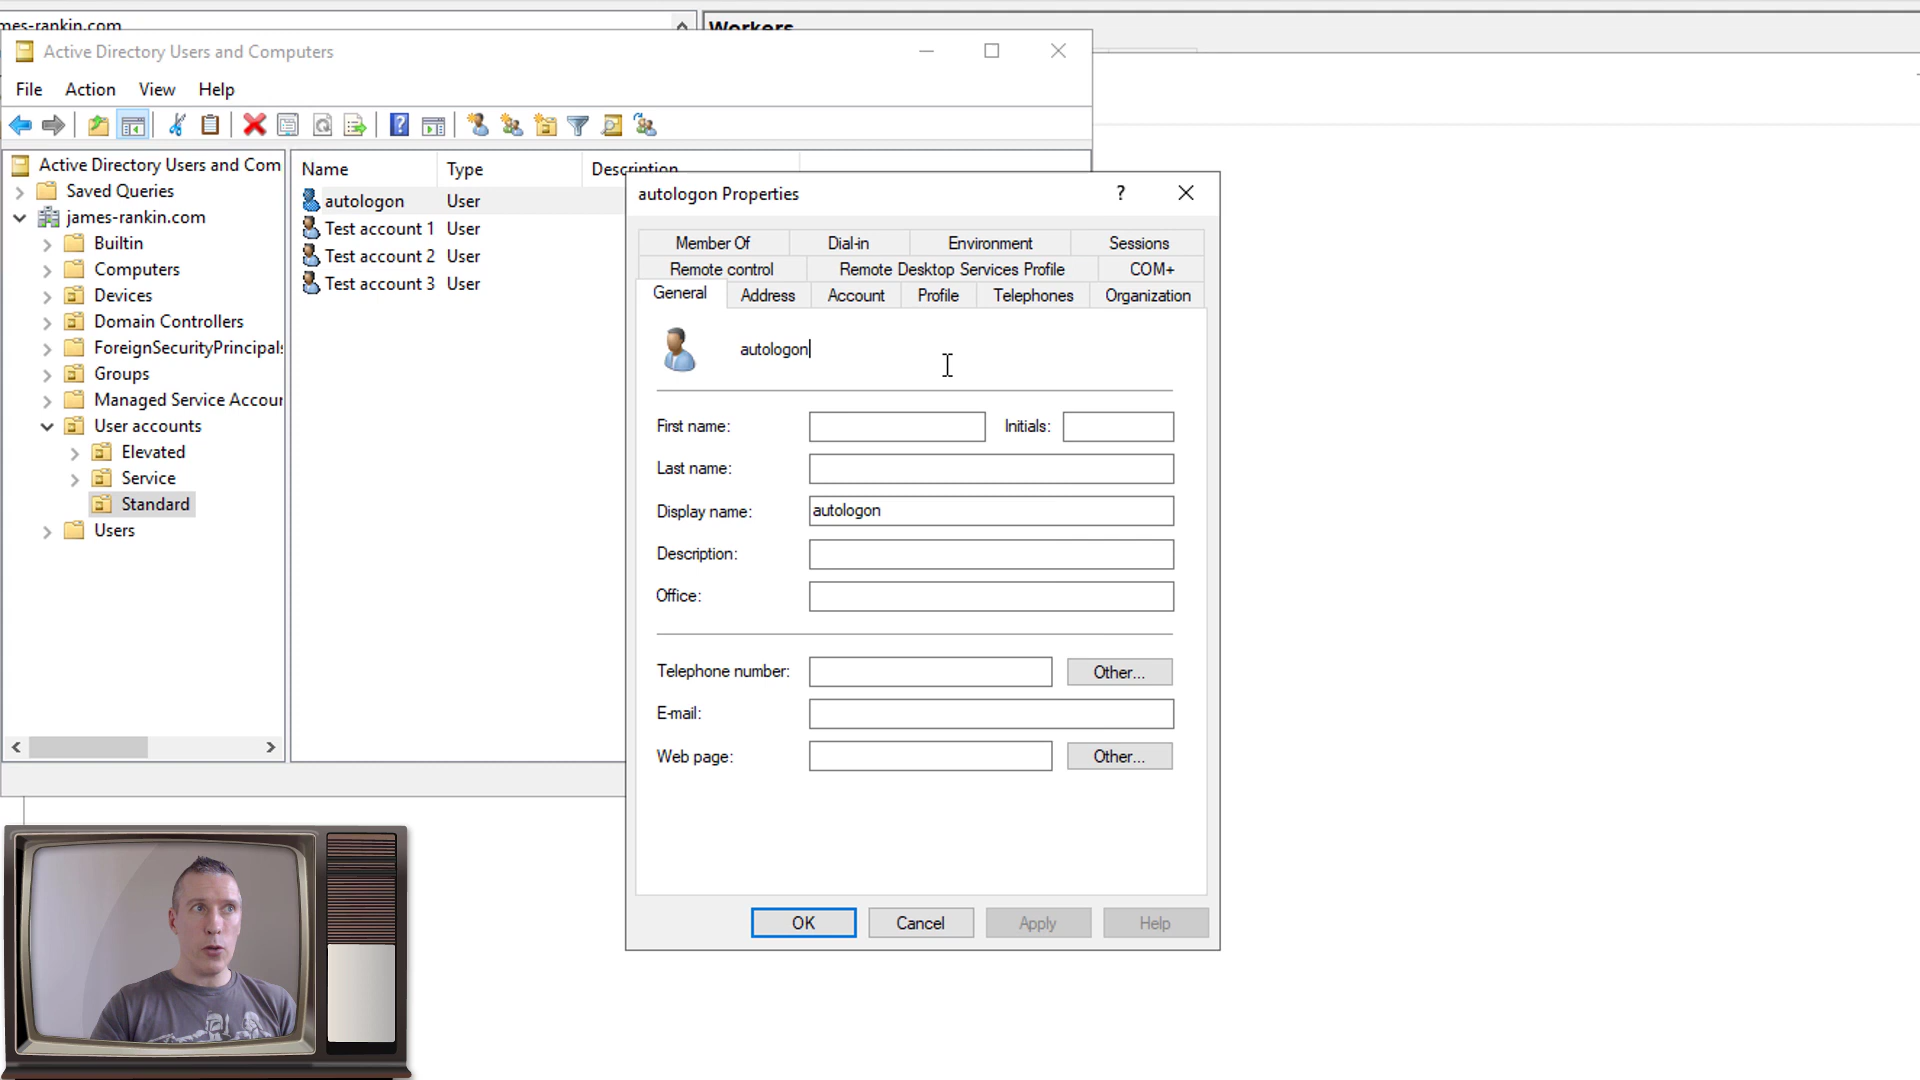 mes-rankin.com
Workers
Active Directory Users and Computers
File Action View Help
Active Directory Users and Com
Saved Queries
james-rankin.com
Builtin
Computers
Devices
Domain Controllers
ForeignSecurityPrincipals
Groups
Managed Service Accour
User accounts
Elevated
Service
Standard
Users
Name Type Description
autologon User
Test account 1 User
Test account 2 User
Test account 3 User
autologon Properties
Member Of Dial-in Environment Sessions
Remote control Remote Desktop Services Profile COM+
General Address Account Profile Telephones Organization
autologon
First name: Initials:
Last name:
Display name: autologon
Description:
Office:
Telephone number: Other...
E-mail:
Web page: Other...
OK Cancel Apply Help